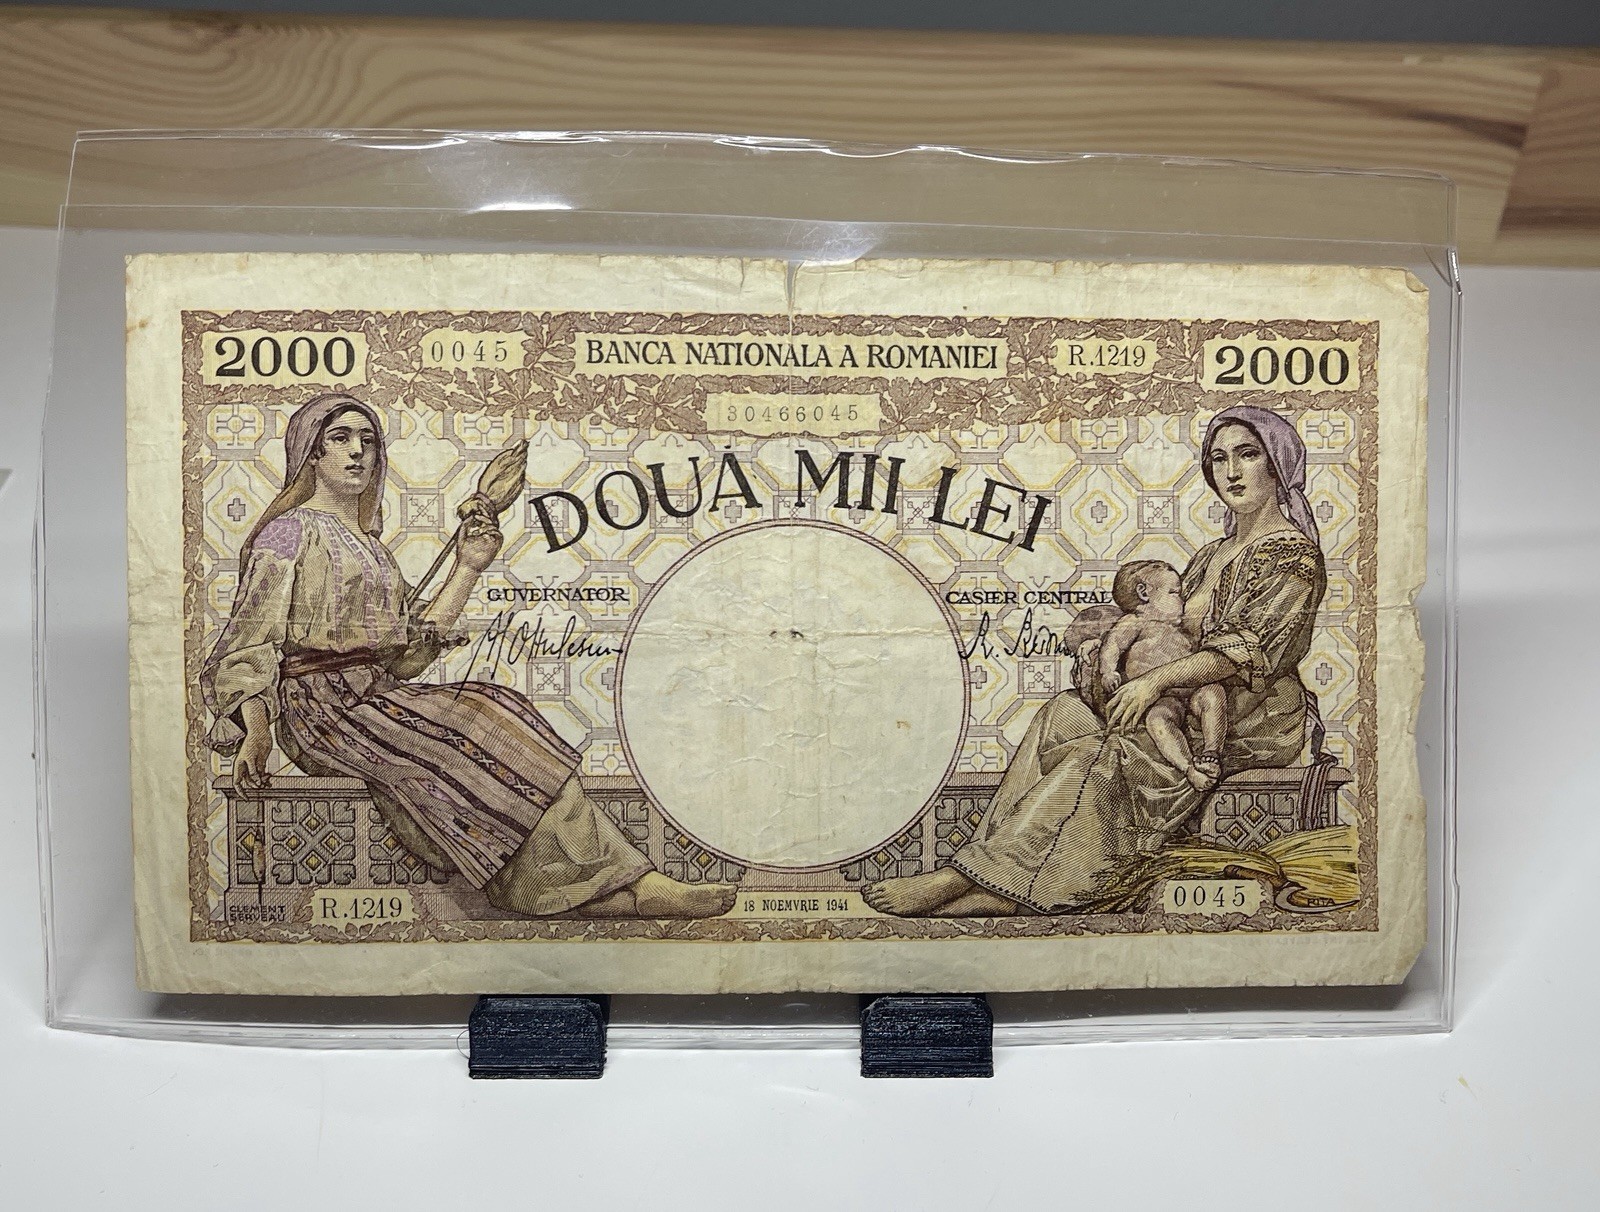 2000 0045 BANCA NATIONALA A ROMANIEI R.1219 2000
30466045
DOUĂ MII LEI
GUVERNATOR CASIER CENTRAL
R.1219 18 NOEMVRIE 1941 0045
CLEMENT
SERVEAU
RITA